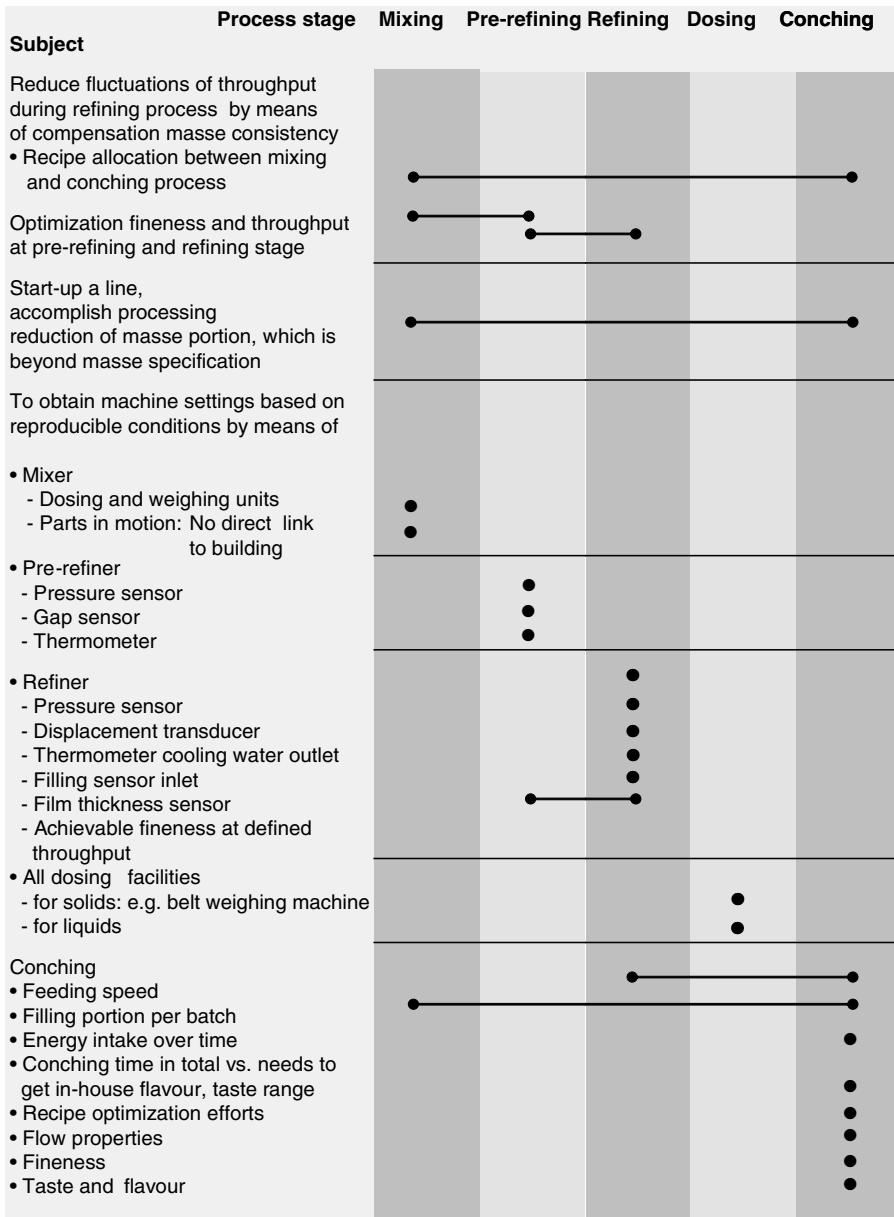 Process stage Mixing Pre-refining Refining Dosing Conching
Subject
Reduce fluctuations of throughput
during refining process by means
of compensation masse consistency
• Recipe allocation between mixing
and conching process
Optimization fineness and throughput
at pre-refining and refining stage
Start-up a line,
accomplish processing
reduction of masse portion, which is
beyond masse specification
To obtain machine settings based on
reproducible conditions by means of
• Mixer
- Dosing and weighing units
- Parts in motion: No direct link
to building
• Pre-refiner
- Pressure sensor
- Gap sensor
- Thermometer
• Refiner
- Pressure sensor
- Displacement transducer
- Thermometer cooling water outlet
- Filling sensor inlet
- Film thickness sensor
- Achievable fineness at defined
throughput
• All dosing facilities
- for solids: e.g. belt weighing machine
- for liquids
Conching
• Feeding speed
• Filling portion per batch
• Energy intake over time
• Conching time in total vs. needs to
get in-house flavour, taste range
• Recipe optimization efforts
• Flow properties
• Fineness
• Taste and flavour